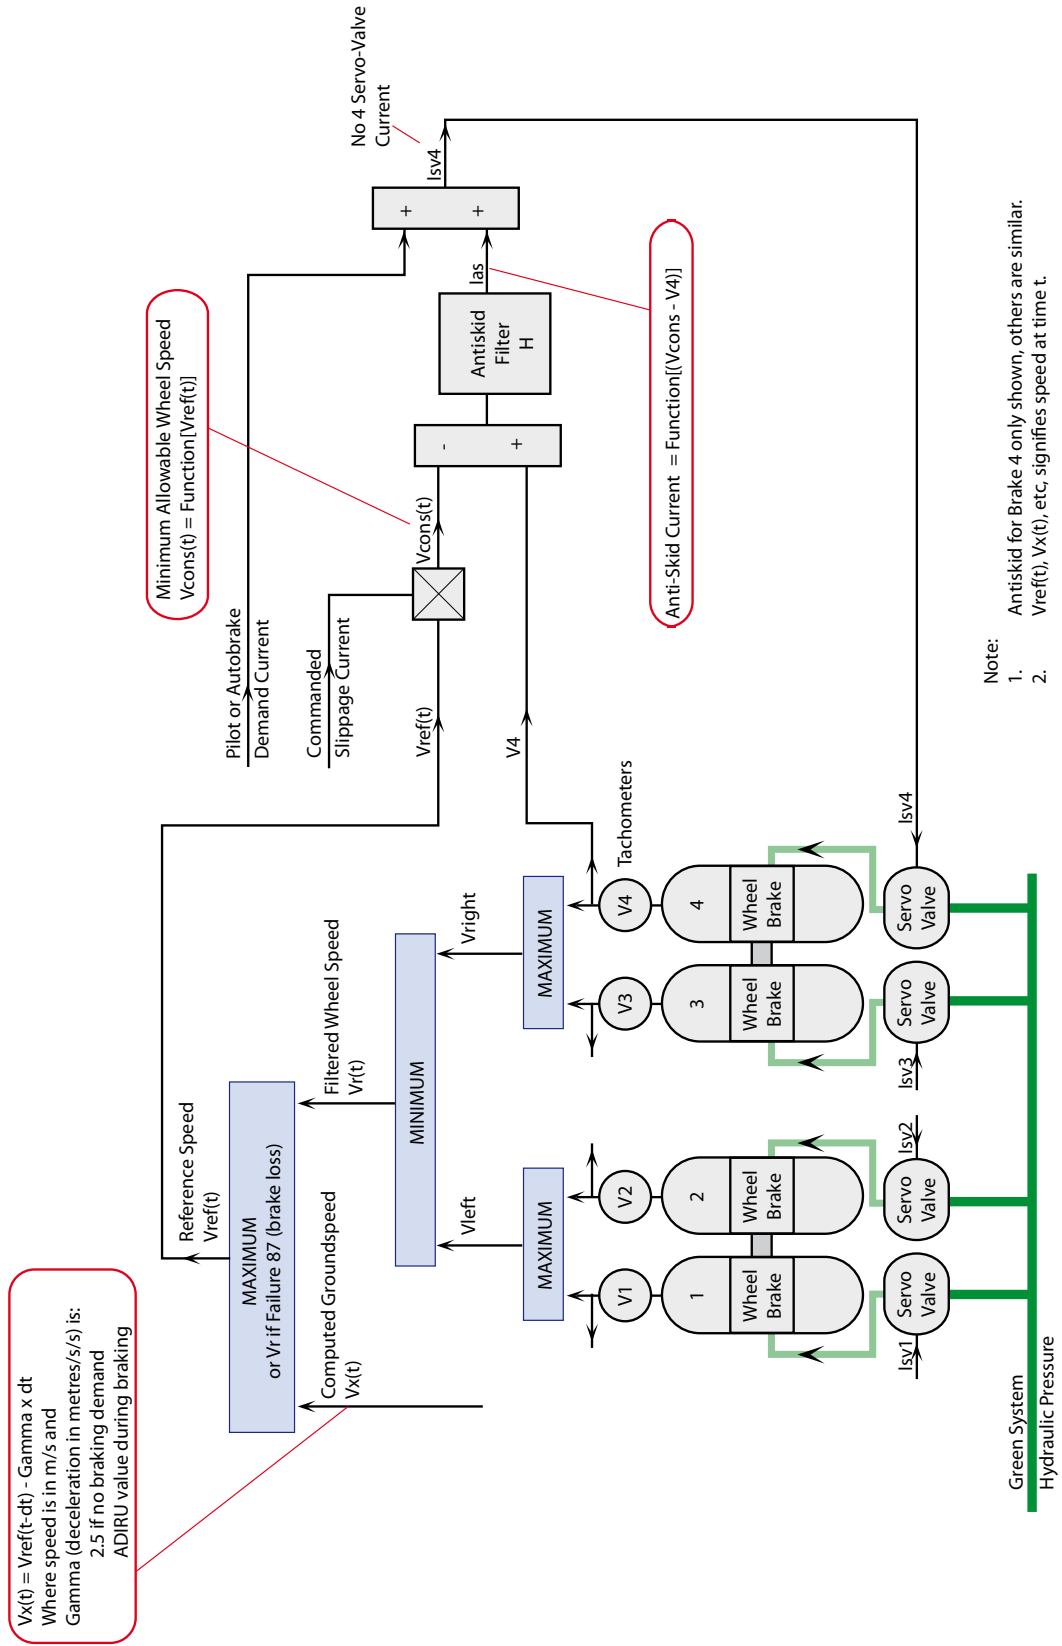 Vx(t) = Vref(t-dt) - Gamma x dt
Where speed is in m/s and
Gamma (deceleration in metres/s/s) is:
2.5 if no braking demand
ADIRU value during braking
Reference Speed
Vref(t)
MAXIMUM
or Vr if Failure 87 (brake loss)
Computed Groundspeed
Vx(t)
Filtered Wheel Speed
Vr(t)
MINIMUM
Vleft
Vright
MAXIMUM
MAXIMUM
V1
V2
V3
V4
Tachometers
1
2
3
4
Wheel
Brake
Wheel
Brake
Wheel
Brake
Wheel
Brake
Isv1
Servo
Valve
Isv2
Servo
Valve
Isv3
Servo
Valve
Isv4
Servo
Valve
Green System
Hydraulic Pressure
Pilot or Autobrake
Demand Current
Commanded
Slippage Current
Vref(t)
V4
Minimum Allowable Wheel Speed
Vcons(t) = Function[Vref(t)]
Vcons(t)
-
+
Antiskid
Filter
H
Ias
+
+
Isv4
No 4 Servo-Valve
Current
Anti-Skid Current = Function[(Vcons - V4)]
Note:
1. Antiskid for Brake 4 only shown, others are similar.
2. Vref(t), Vx(t), etc, signifies speed at time t.